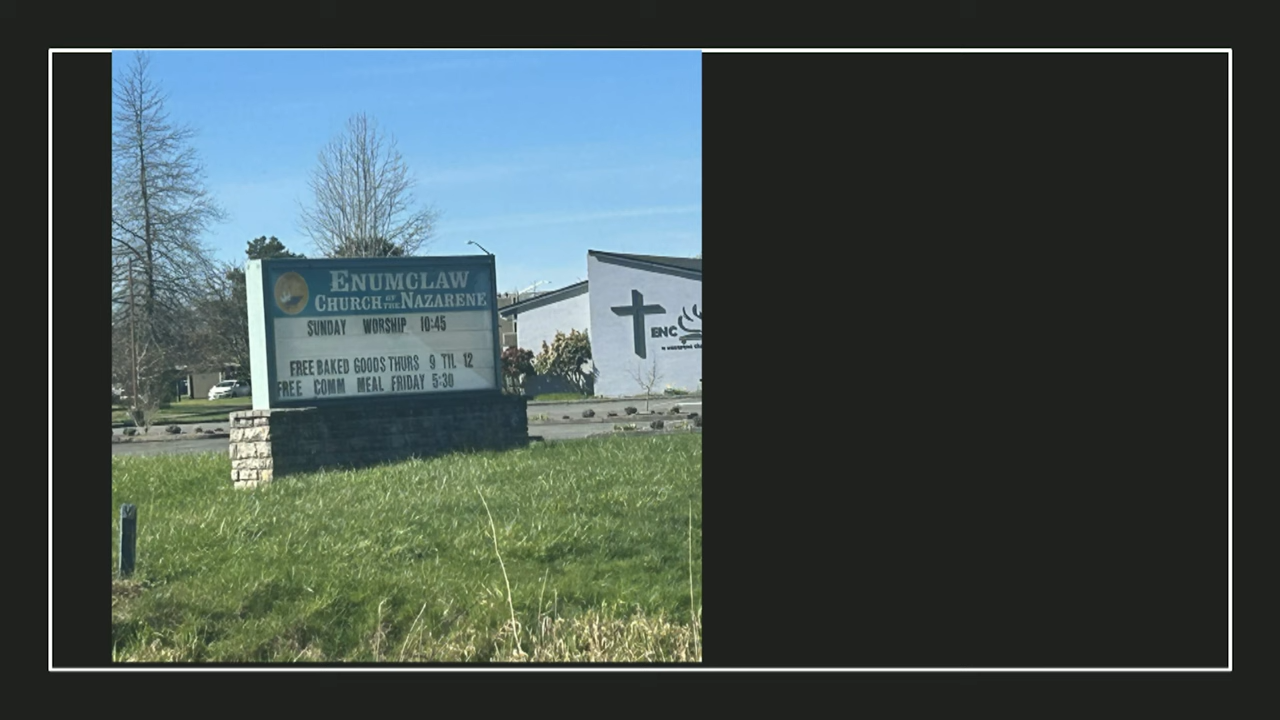 ENUMCLAW
CHURCH OF THE NAZARENE
SUNDAY WORSHIP 10:45
FREE BAKED GOODS THURS 9 TIL 12
FREE COMM MEAL FRIDAY 5:30
ENC